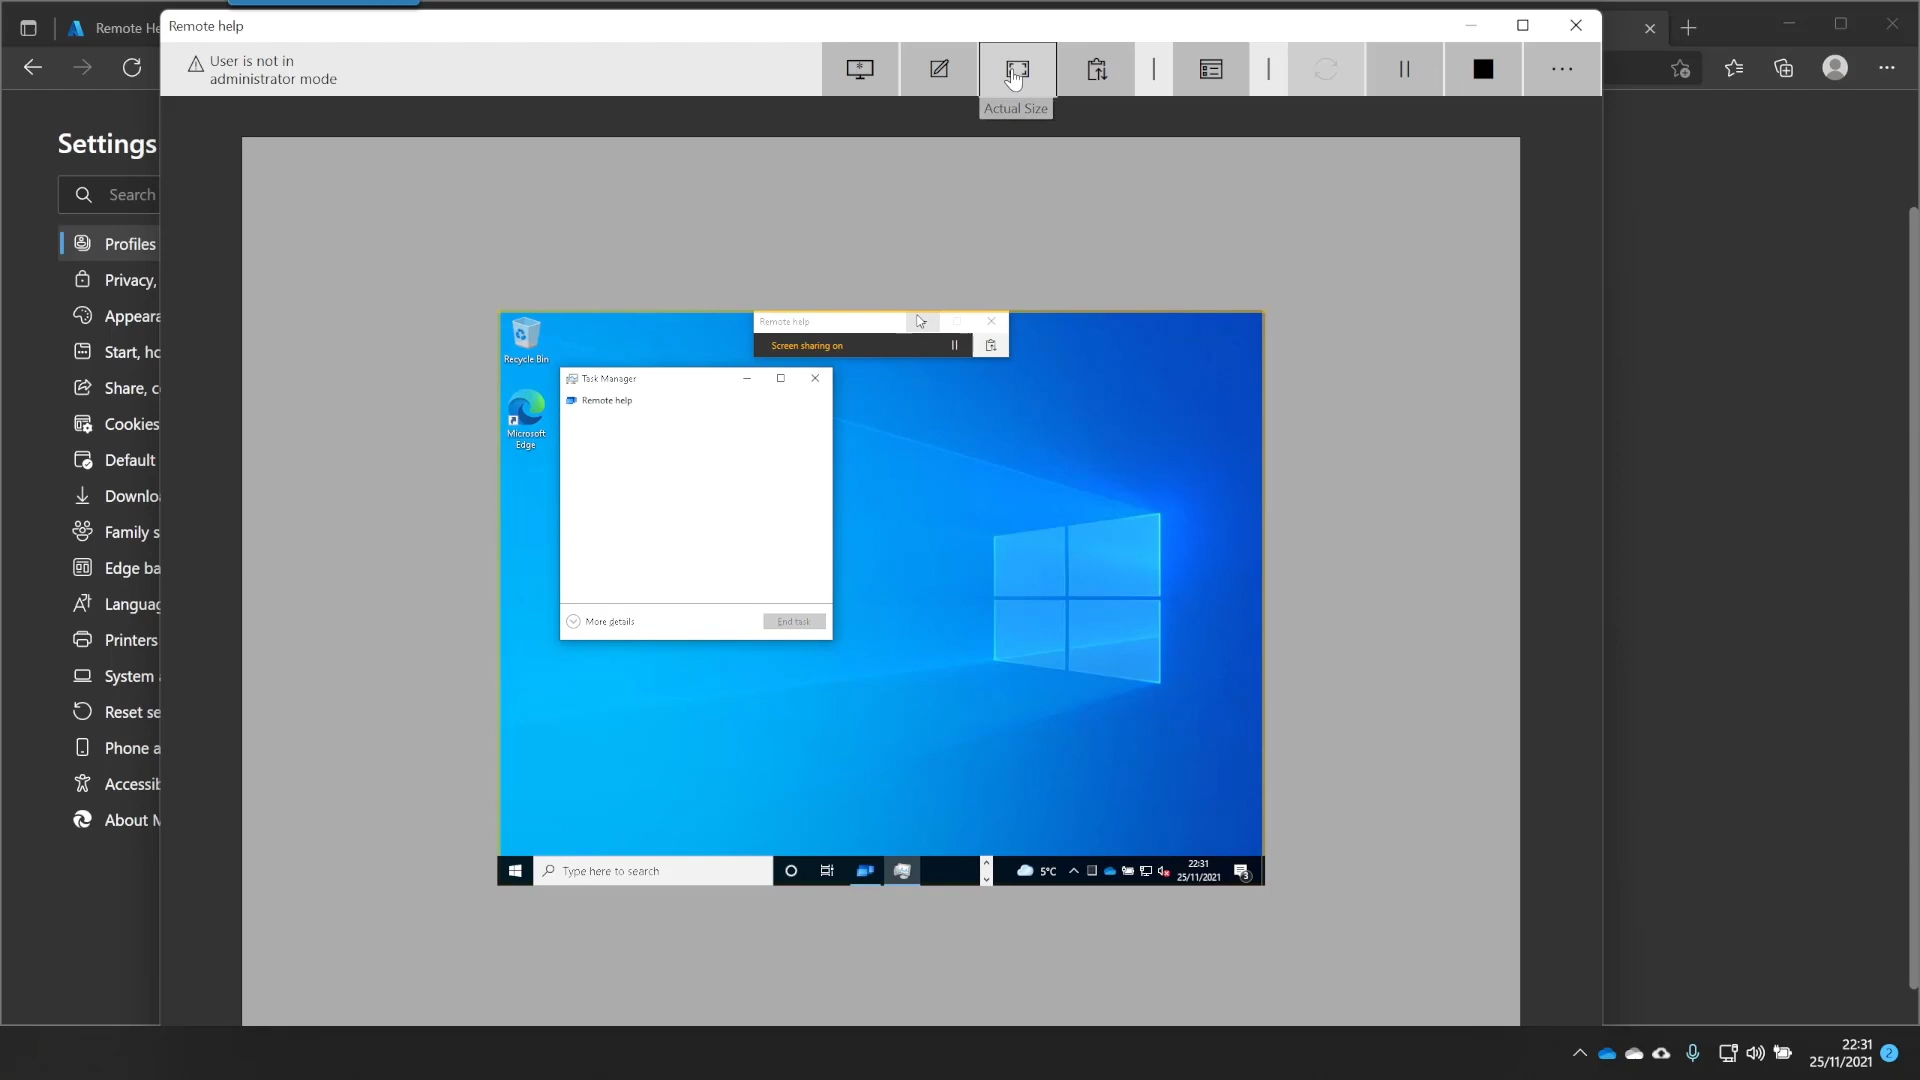 Remote He
Remote help
User is not in
administrator mode
Actual Size
Settings
Search
Profiles
Privacy,
Appeara
Start, ho
Share, c
Cookies
Default
Downlo
Family s
Edge ba
Languag
Printers
System a
Reset se
Phone a
Accessib
About M
Recycle Bin
Microsoft
Edge
Remote help
Screen sharing on
Task Manager
Remote help
More details
End task
Type here to search
5°C
22:31
25/11/2021
3
22:31
25/11/2021
2